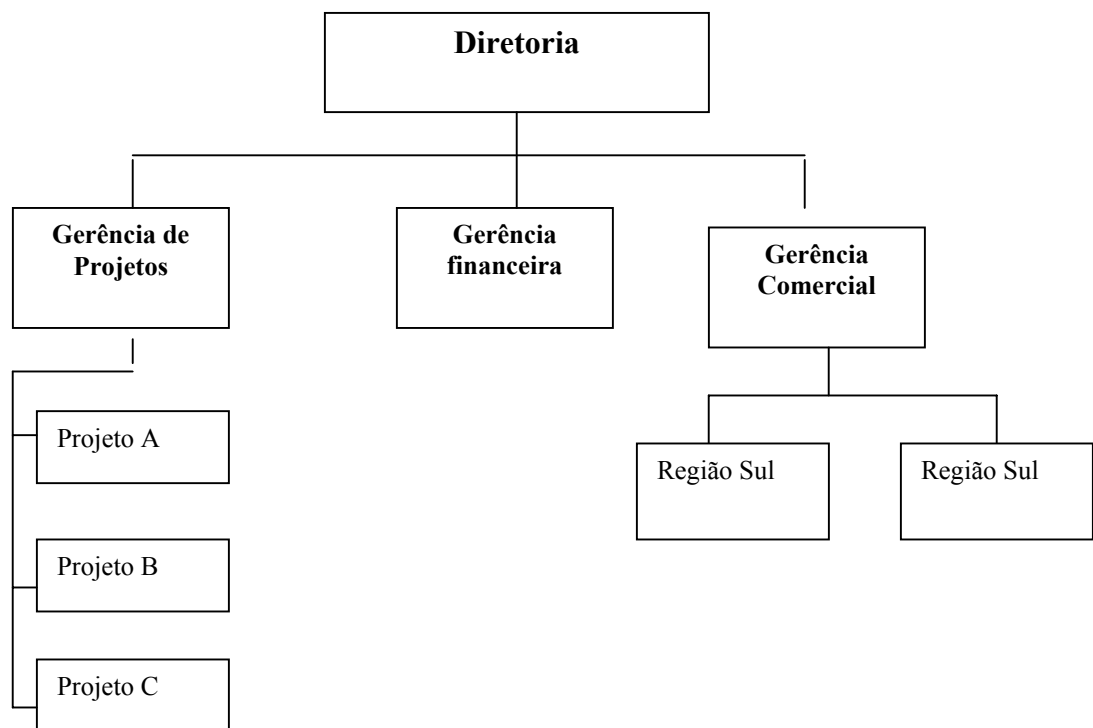 Diretoria
Gerência de
Projetos
Gerência
financeira
Gerência
Comercial
Projeto A
Projeto B
Projeto C
Região Sul
Região Sul